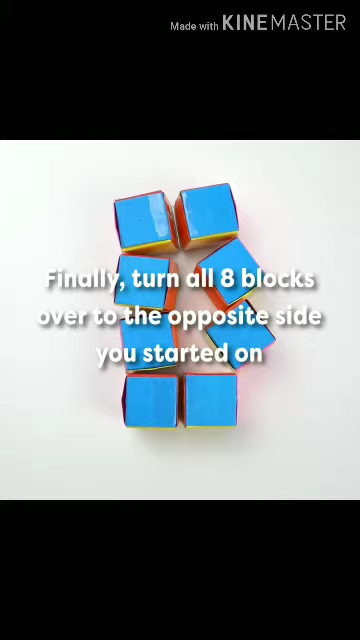 Made with KINEMASTER
Finally, turn all 8 blocks
over to the opposite side
you started on